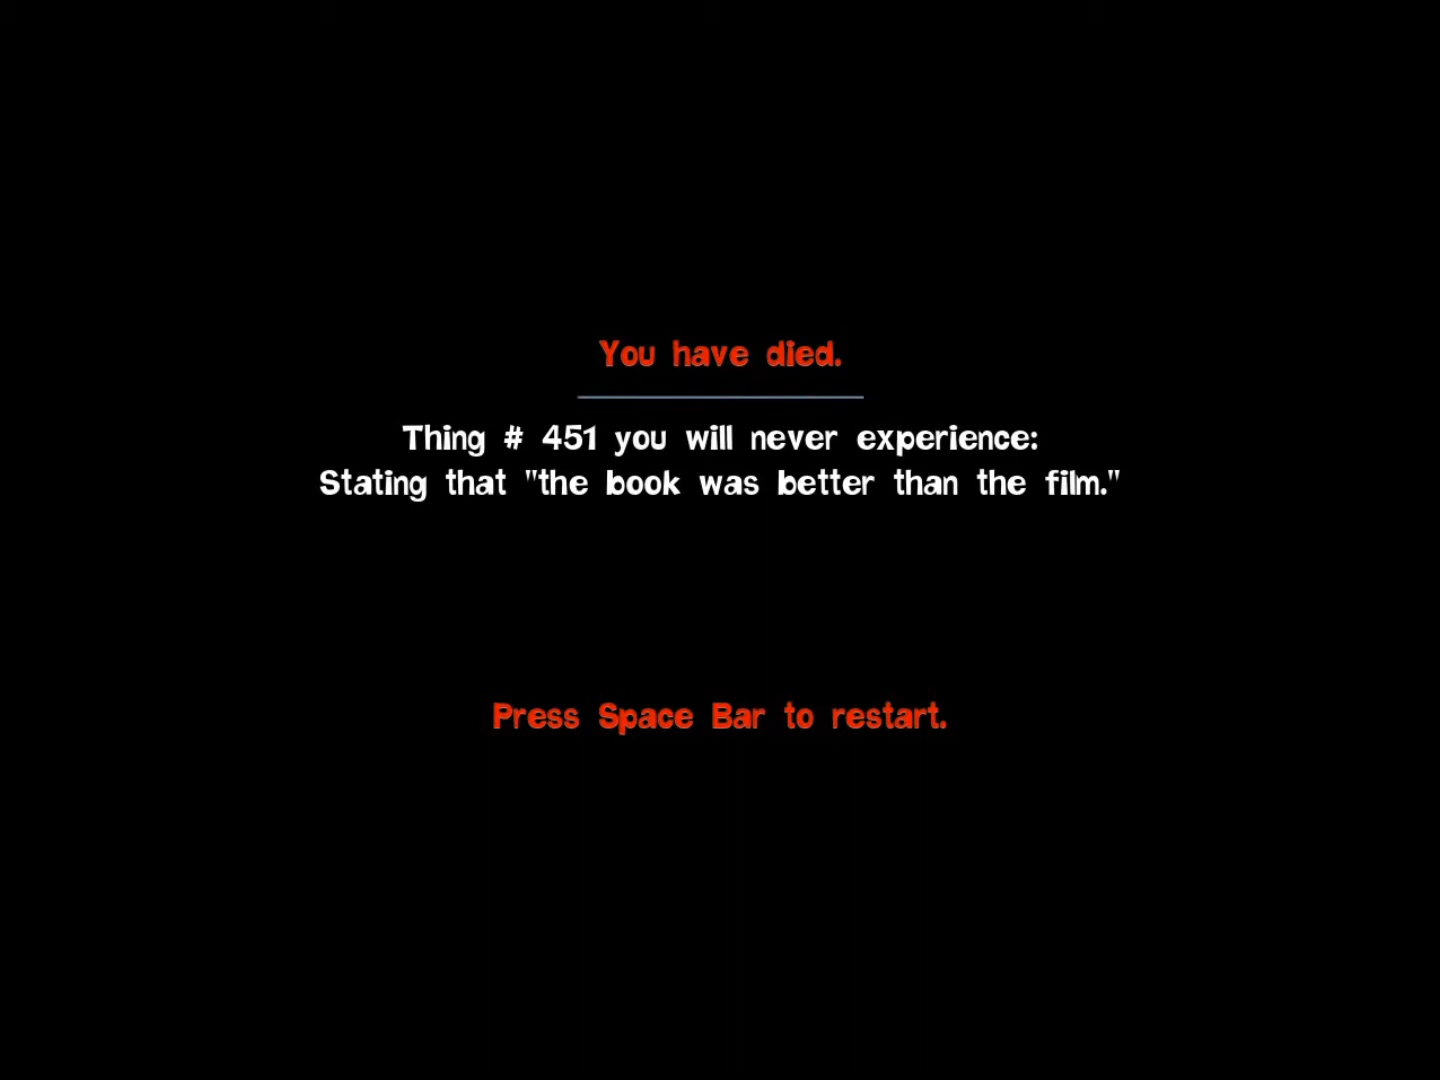 You have died.
Thing # 451 you will never experience:
Stating that "the book was better than the film."
Press Space Bar to restart.